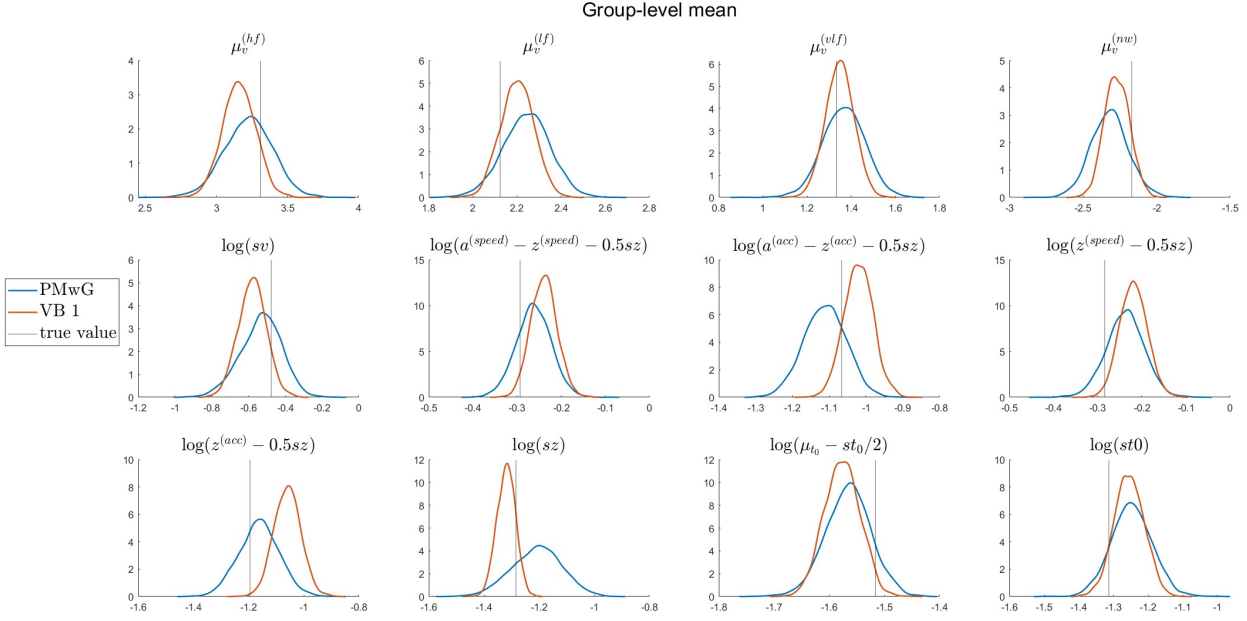 Group-level mean
μ_v^(hf)
4
3
2
1
0
2.5 3 3.5 4
μ_v^(lf)
6
5
4
3
2
1
0
1.8 2 2.2 2.4 2.6 2.8
μ_v^(vlf)
6
5
4
3
2
1
0
0.8 1 1.2 1.4 1.6 1.8
μ_v^(nw)
5
4
3
2
1
0
-3 -2.5 -2 -1.5
PMwG
VB 1
true value
log(sv)
6
5
4
3
2
1
0
-1.2 -1 -0.8 -0.6 -0.4 -0.2 0
log(a^(speed) − z^(speed) − 0.5sz)
15
10
5
0
-0.5 -0.4 -0.3 -0.2 -0.1 0
log(a^(acc) − z^(acc) − 0.5sz)
10
8
6
4
2
0
-1.4 -1.3 -1.2 -1.1 -1 -0.9 -0.8
log(z^(speed) − 0.5sz)
15
10
5
0
-0.5 -0.4 -0.3 -0.2 -0.1 0
log(z^(acc) − 0.5sz)
10
8
6
4
2
0
-1.6 -1.4 -1.2 -1 -0.8
log(sz)
12
10
8
6
4
2
0
-1.6 -1.4 -1.2 -1 -0.8
log(μ_t₀ − st₀/2)
12
10
8
6
4
2
0
-1.8 -1.7 -1.6 -1.5 -1.4
log(st0)
10
8
6
4
2
0
-1.6 -1.5 -1.4 -1.3 -1.2 -1.1 -1